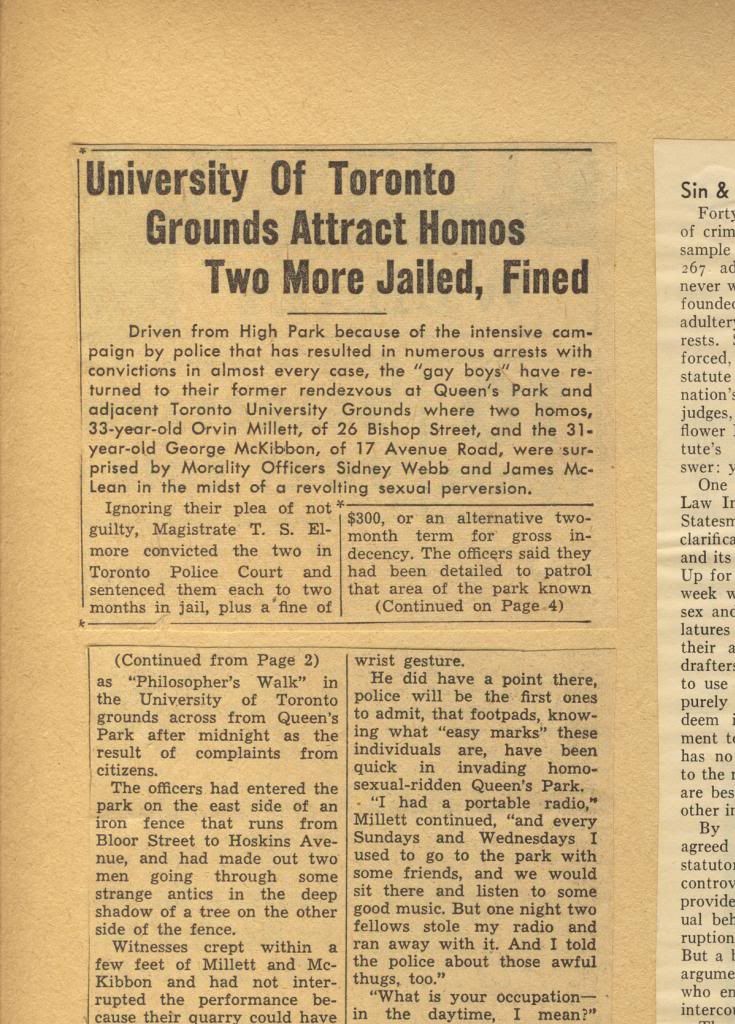 University Of Toronto
Grounds Attract Homos
Two More Jailed, Fined
Driven from High Park because of the intensive cam-
paign by police that has resulted in numerous arrests with
convictions in almost every case, the "gay boys" have re-
turned to their former rendezvous at Queen's Park and
adjacent Toronto University Grounds where two homos,
33-year-old Orvin Millett, of 26 Bishop Street, and the 31-
year-old George McKibbon, of 17 Avenue Road, were sur-
prised by Morality Officers Sidney Webb and James Mc-
Lean in the midst of a revolting sexual perversion.
Ignoring their plea of not
guilty, Magistrate T. S. El-
more convicted the two in
Toronto Police Court and
sentenced them each to two
months in jail, plus a fine of
$300, or an alternative two-
month term for gross in-
decency. The officers said they
had been detailed to patrol
that area of the park known
(Continued on Page 4)
(Continued from Page 2)
as "Philosopher's Walk" in
the University of Toronto
grounds across from Queen's
Park after midnight as the
result of complaints from
citizens.
The officers had entered the
park on the east side of an
iron fence that runs from
Bloor Street to Hoskins Ave-
nue, and had made out two
men going through some
strange antics in the deep
shadow of a tree on the other
side of the fence.
Witnesses crept within a
few feet of Millett and Mc-
Kibbon and had not inter-
rupted the performance be-
cause their quarry could have
wrist gesture.
He did have a point there,
police will be the first ones
to admit, that footpads, know-
ing what "easy marks" these
individuals are, have been
quick in invading homo-
sexual-ridden Queen's Park.
"I had a portable radio,"
Millett continued, "and every
Sundays and Wednesdays I
used to go to the park with
some friends, and we would
sit there and listen to some
good music. But one night two
fellows stole my radio and
ran away with it. And I told
the police about those awful
thugs, too."
"What is your occupation—
in the daytime, I mean?"
Sin &
Forty
of crim
sample
267 ad
never w
founded
adultery
rests. S
forced,
statute
nation's
judges,
flower
tute's
swer: y
One
Law In
Statesm
clarifica
and its
Up for
week w
sex and
latures
their a
drafters
to use
purely
deem i
ment to
has no
to the
are bes
other in
By
agreed
statutor
controv
provide
ual beh
ruption
But a
argume
who en
intercou